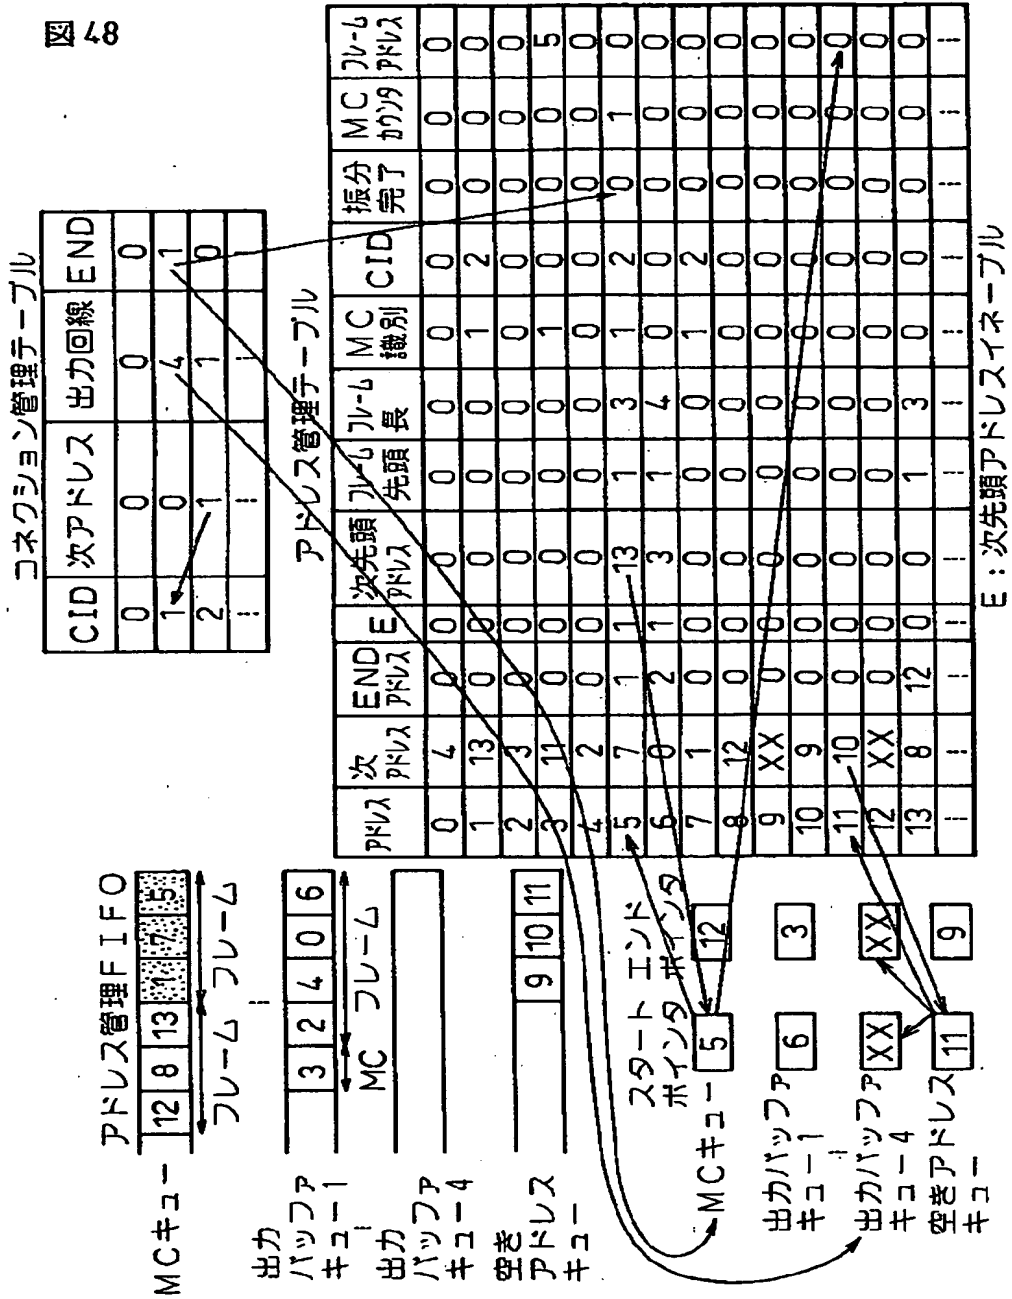 図48
コネクション管理テーブル
CID 次アドレス 出力回線 END
0 0 0 0
1 0 4 1
2 1 1 0
アドレス管理FIFO
MCキュー 12 8 13 1 7 5
フレーム フレーム
出力
バッファ
キュー1
3 2 4 0 6
MC フレーム
出力
バッファ
キュー4
空き
アドレス
キュー
9 10 11
スタート
ポインタ
エンド
ポインタ
MCキュー 5 12
出力バッファ
キュー1
6 3
出力バッファ
キュー4
XX XX
空きアドレス
キュー
11 9
アドレス管理テーブル
アドレス 次アドレス ENDアドレス E 次先頭アドレス フレーム先頭 フレーム長 MC識別 CID 振分完了 MCカウンタ フレームアドレス
0 4 0 0 0 0 0 0 0 0 0 0
1 13 0 0 0 0 0 1 2 0 0 0
2 3 0 0 0 0 0 0 0 0 0 0
3 11 0 0 0 0 0 1 0 0 0 5
4 2 0 0 0 0 0 0 0 0 0 0
5 7 1 1 13 1 3 1 2 0 1 0
6 0 2 1 3 1 4 0 0 0 0 0
7 1 0 0 0 0 0 1 2 0 0 0
8 12 0 0 0 0 0 0 0 0 0 0
9 XX 0 0 0 0 0 0 0 0 0 0
10 9 0 0 0 0 0 0 0 0 0 0
11 10 0 0 0 0 0 0 0 0 0 0
12 XX 0 0 0 0 0 0 0 0 0 0
13 8 12 0 0 1 3 0 0 0 0 0
E：次先頭アドレスイネーブル